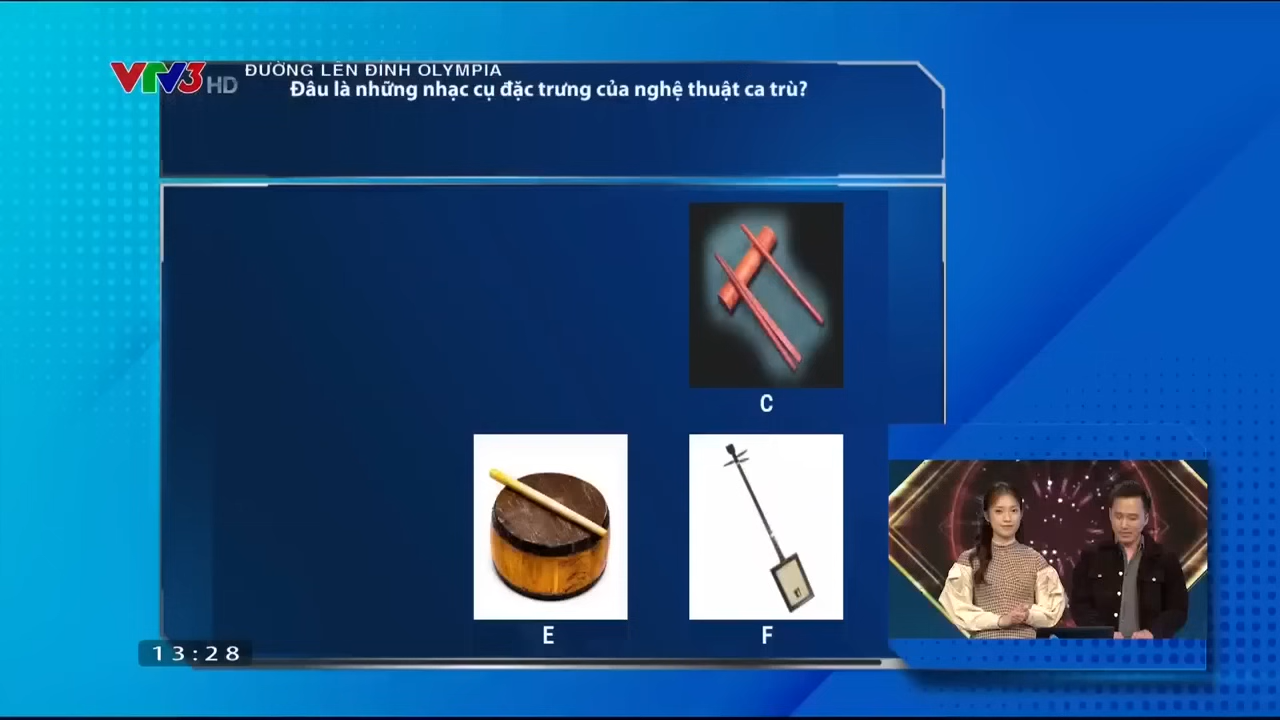 VTV3 HD
ĐƯỜNG LÊN ĐỈNH OLYMPIA
Đâu là những nhạc cụ đặc trưng của nghệ thuật ca trù?
C
E
F
13:28